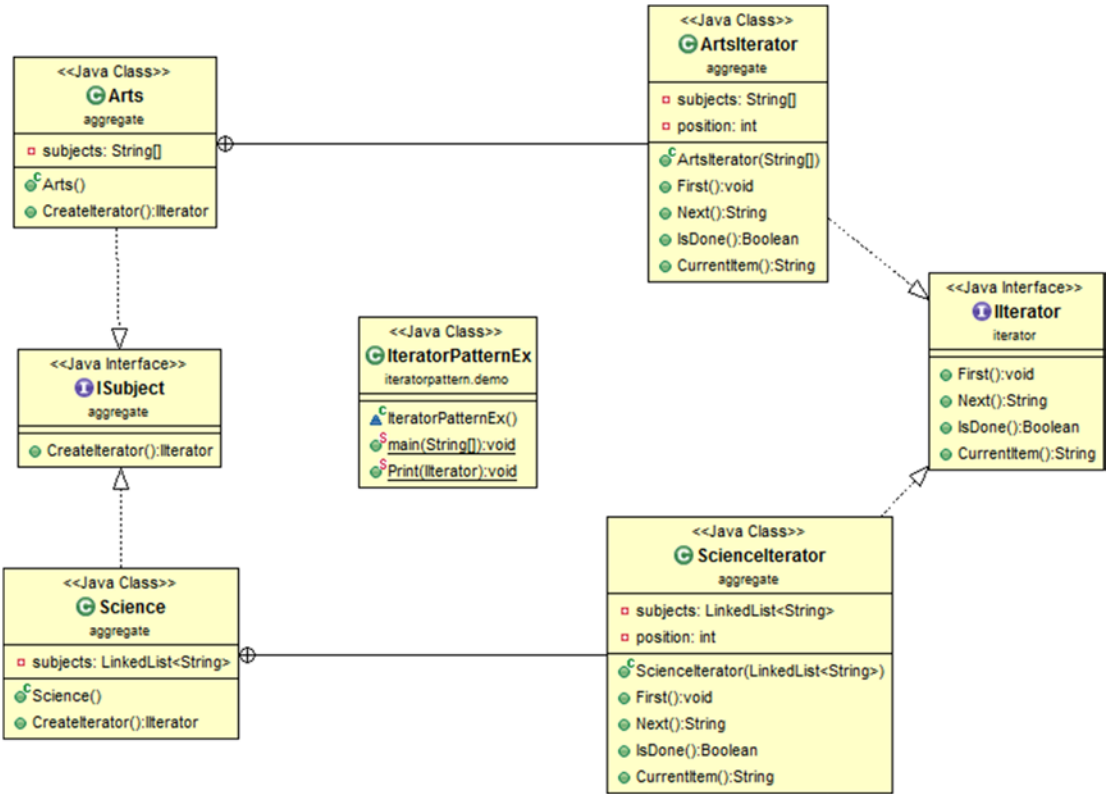 <<Java Class>>
Arts
aggregate
subjects: String[]
Arts()
CreateIterator():IIterator
<<Java Class>>
ArtsIterator
aggregate
subjects: String[]
position: int
ArtsIterator(String[])
First():void
Next():String
IsDone():Boolean
CurrentItem():String
<<Java Interface>>
ISubject
aggregate
CreateIterator():IIterator
<<Java Class>>
IteratorPatternEx
iteratorpattern.demo
IteratorPatternEx()
main(String[]):void
Print(IIterator):void
<<Java Interface>>
IIterator
iterator
First():void
Next():String
IsDone():Boolean
CurrentItem():String
<<Java Class>>
Science
aggregate
subjects: LinkedList<String>
Science()
CreateIterator():IIterator
<<Java Class>>
ScienceIterator
aggregate
subjects: LinkedList<String>
position: int
ScienceIterator(LinkedList<String>)
First():void
Next():String
IsDone():Boolean
CurrentItem():String